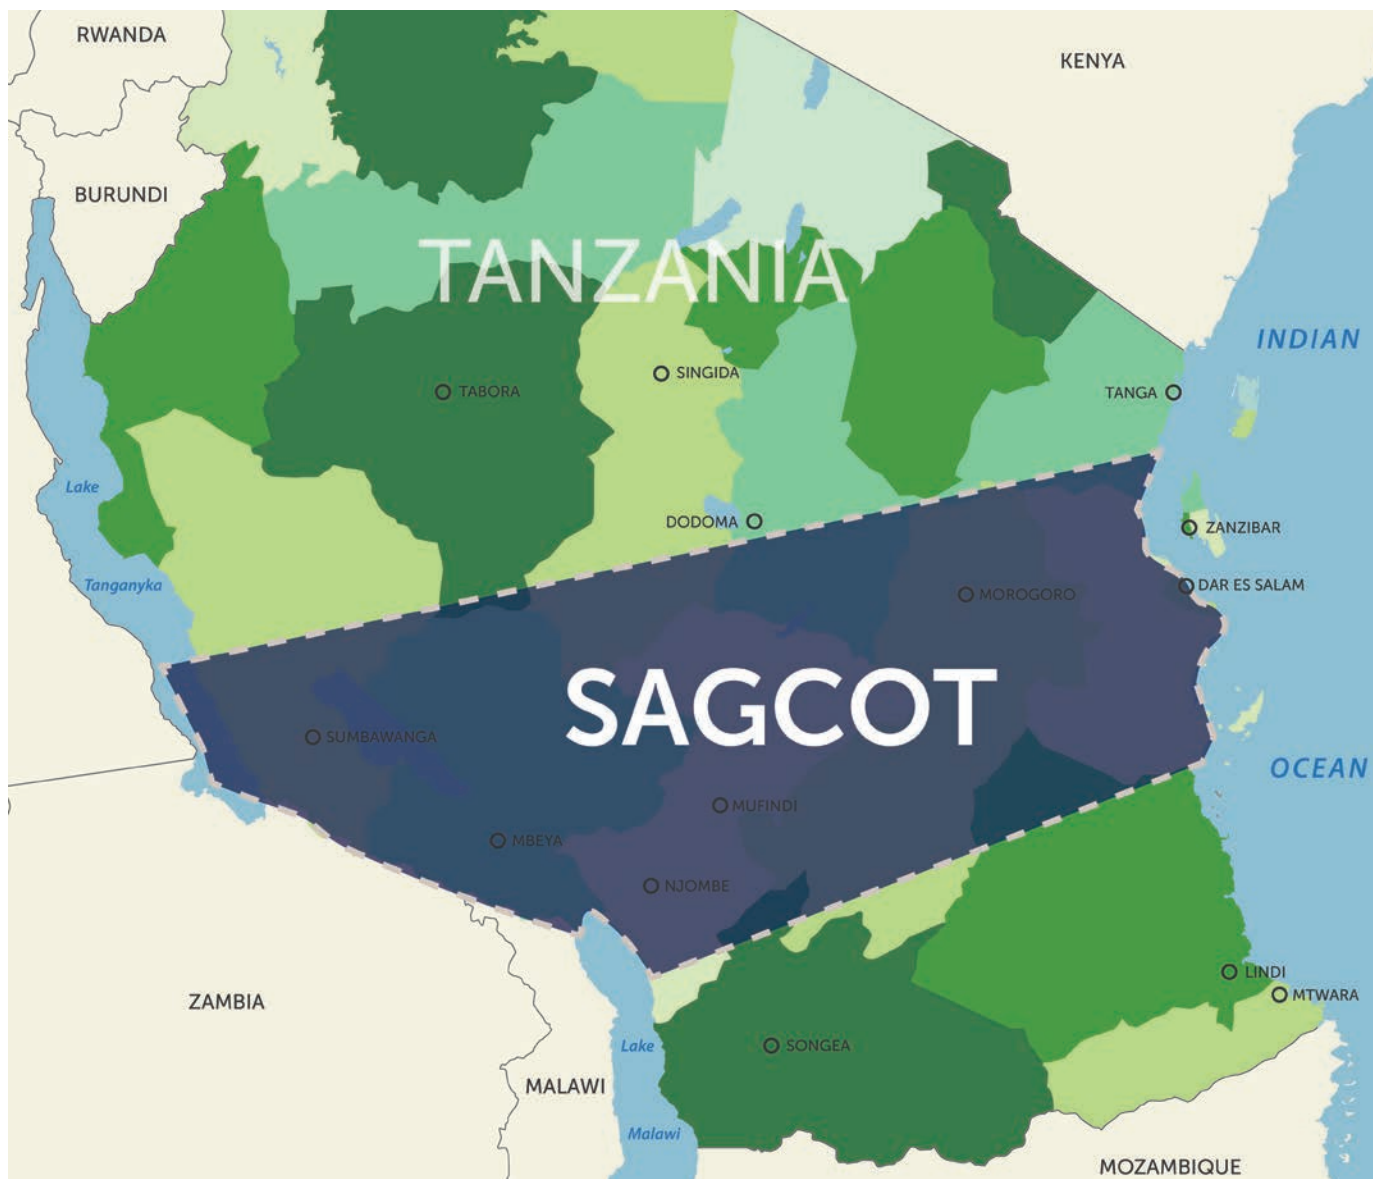 RWANDA
KENYA
BURUNDI
TANZANIA
INDIAN
SINGIDA
TABORA
TANGA
Lake
DODOMA
ZANZIBAR
Tanganyka
DAR ES SALAM
MOROGORO
SAGCOT
SUMBAWANGA
OCEAN
MUFINDI
MBEYA
NJOMBE
LINDI
MTWARA
ZAMBIA
Lake
SONGEA
MALAWI
Malawi
MOZAMBIQUE